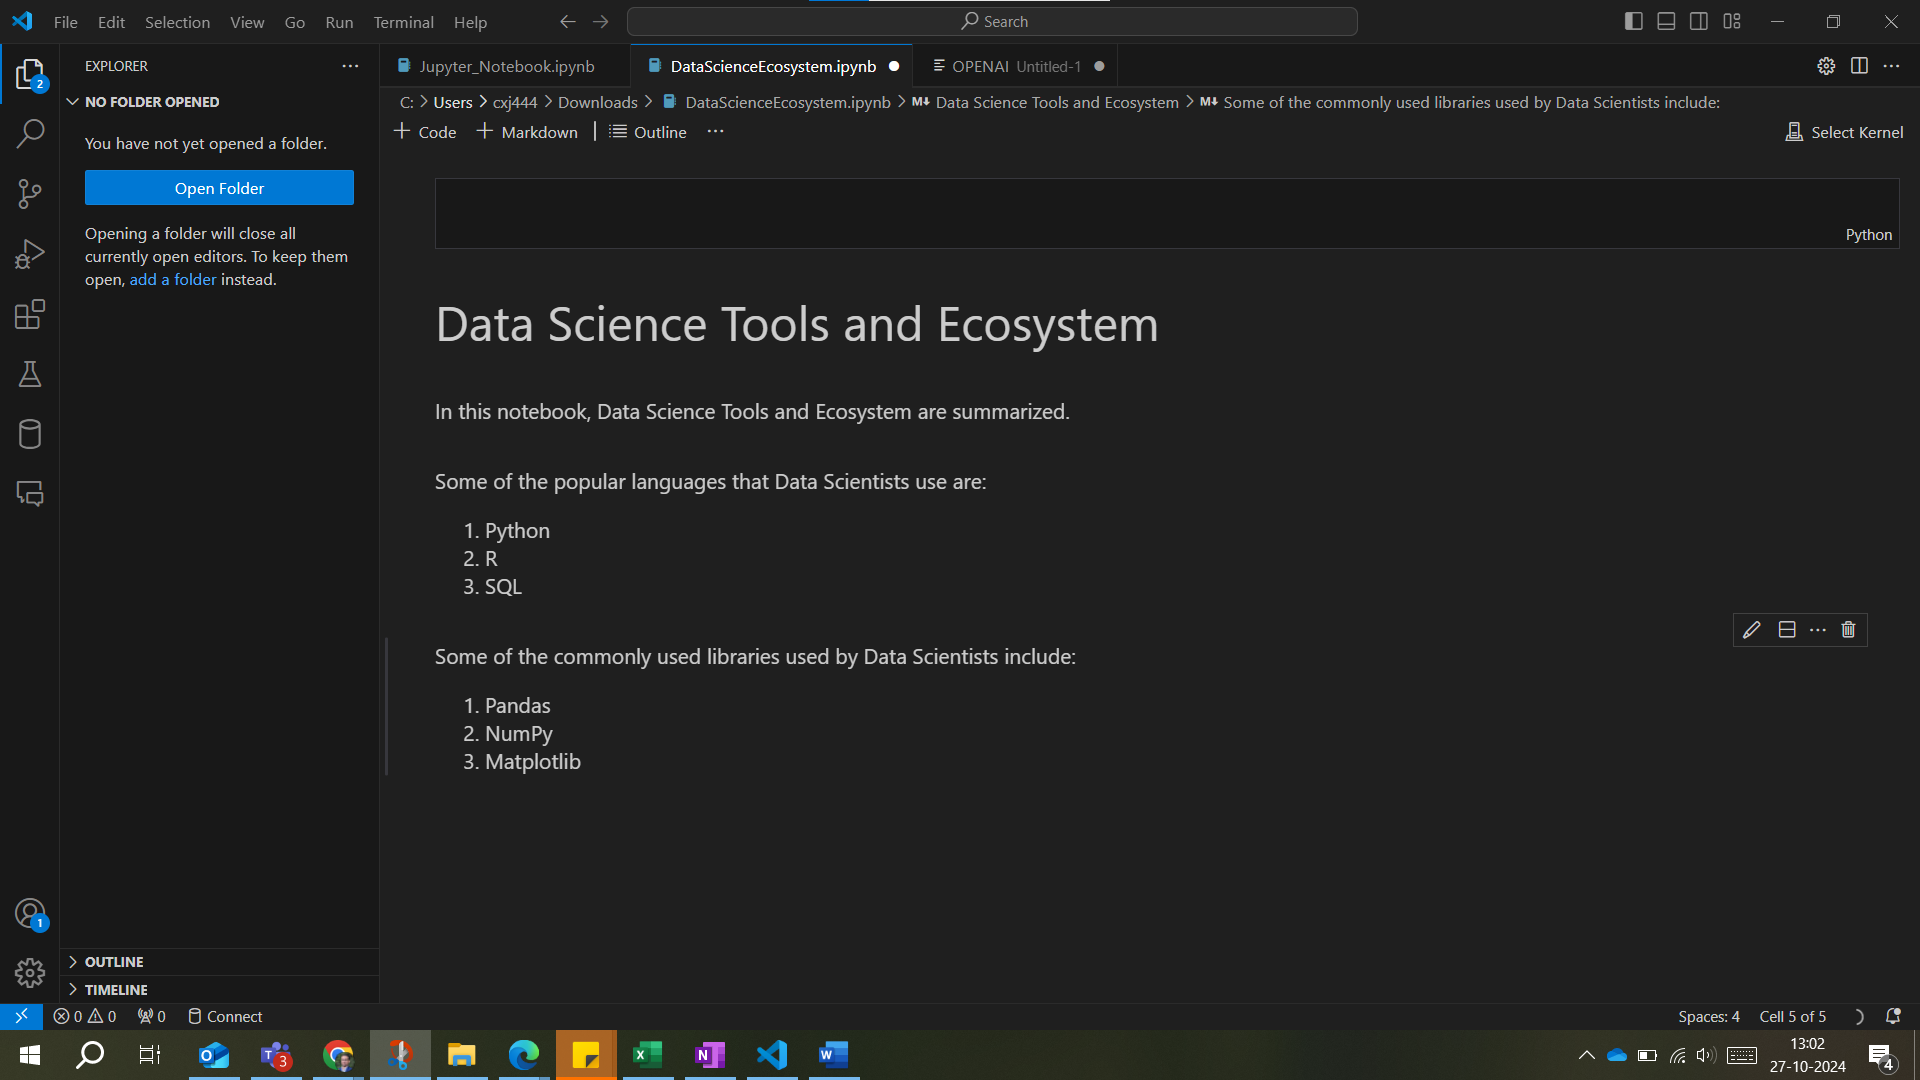 File Edit Selection View Go Run Terminal Help
Search
EXPLORER
Jupyter_Notebook.ipynb
DataScienceEcosystem.ipynb
OPENAI Untitled-1
2
NO FOLDER OPENED
C: > Users > cxj444 > Downloads > DataScienceEcosystem.ipynb > M↓ Data Science Tools and Ecosystem > M↓ Some of the commonly used libraries used by Data Scientists include:
+ Code + Markdown | Outline ...
Select Kernel
You have not yet opened a folder.
Open Folder
Opening a folder will close all
currently open editors. To keep them
open, add a folder instead.
Python
Data Science Tools and Ecosystem
In this notebook, Data Science Tools and Ecosystem are summarized.
Some of the popular languages that Data Scientists use are:
1. Python
2. R
3. SQL
Some of the commonly used libraries used by Data Scientists include:
1. Pandas
2. NumPy
3. Matplotlib
1
OUTLINE
TIMELINE
0 0 0 Connect
Spaces: 4 Cell 5 of 5
3
13:02
27-10-2024
4